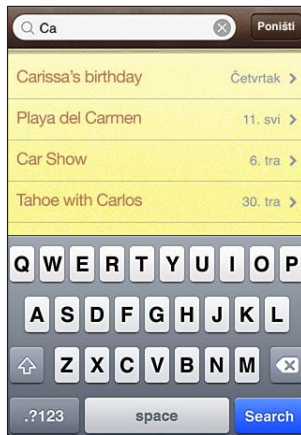 Ca Poništi
Carissa's birthday Četvrtak
Playa del Carmen 11. svi
Car Show 6. tra
Tahoe with Carlos 30. tra
Q W E R T Y U I O P
A S D F G H J K L
Z X C V B N M
.?123 space Search